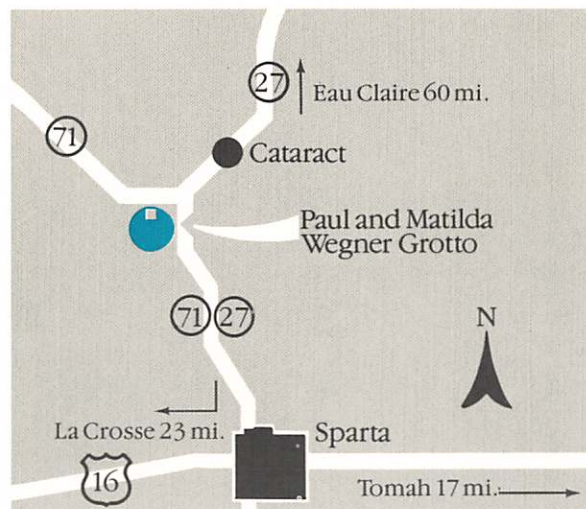 27
Eau Claire 60 mi.
71
Cataract
Paul and Matilda
Wegner Grotto
71 27
N
La Crosse 23 mi.
Sparta
16
Tomah 17 mi.